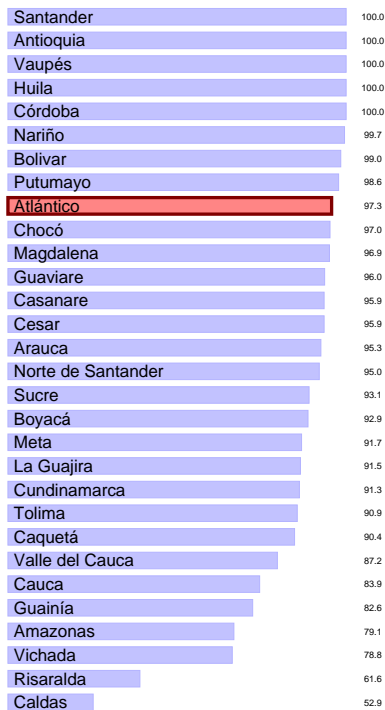 Santander 100.0
Antioquia 100.0
Vaupés 100.0
Huila 100.0
Córdoba 100.0
Nariño 99.7
Bolivar 99.0
Putumayo 98.6
Atlántico 97.3
Chocó 97.0
Magdalena 96.9
Guaviare 96.0
Casanare 95.9
Cesar 95.9
Arauca 95.3
Norte de Santander 95.0
Sucre 93.1
Boyacá 92.9
Meta 91.7
La Guajira 91.5
Cundinamarca 91.3
Tolima 90.9
Caquetá 90.4
Valle del Cauca 87.2
Cauca 83.9
Guainía 82.6
Amazonas 79.1
Vichada 78.8
Risaralda 61.6
Caldas 52.9